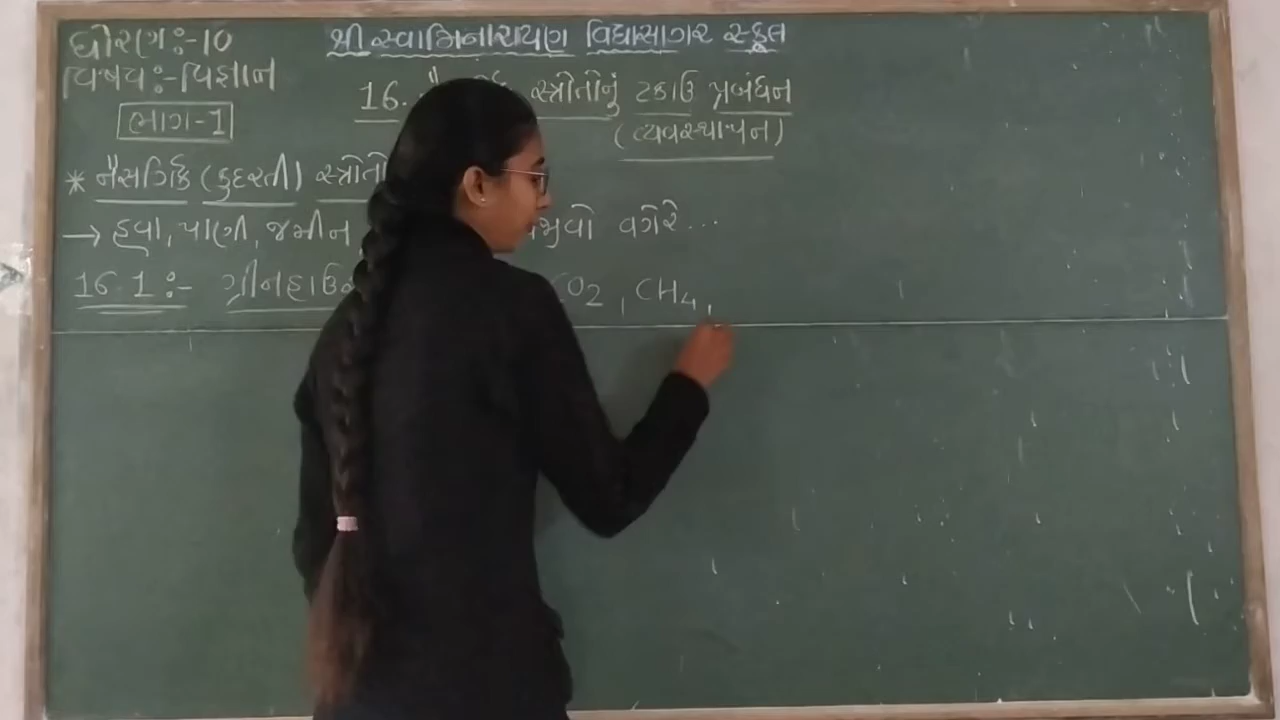 ધોરણ:-10
શ્રી સ્વામિનારાયણ વિદ્યાસાગર સ્કૂલ
વિષય:-વિજ્ઞાન
16. સ્ત્રોતોનું ટકાઉ પ્રબંધન
ભાગ-1
(વ્યવસ્થાપન)
* નૈસર્ગિક (કુદરતી) સ્ત્રોતો
→ હવા, પાણી, જમીન વગેરે...
16.1:- CO2, CH4,